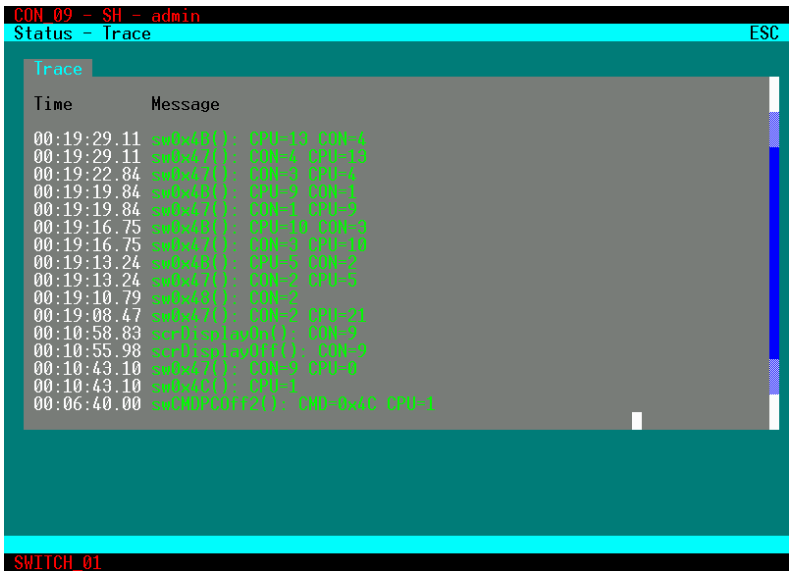 CON_09 - SH - admin
Status - Trace ESC
Trace
Time Message
00:19:29.11 sw0x4B(): CPU=13 CON=4
00:19:29.11 sw0x47(): CON=4 CPU=13
00:19:22.84 sw0x47(): CON=3 CPU=4
00:19:19.84 sw0x4B(): CPU=9 CON=1
00:19:19.84 sw0x47(): CON=1 CPU=9
00:19:16.75 sw0x4B(): CPU=10 CON=3
00:19:16.75 sw0x47(): CON=3 CPU=10
00:19:13.24 sw0x4B(): CPU=5 CON=2
00:19:13.24 sw0x47(): CON=2 CPU=5
00:19:10.79 sw0x48(): CON=2
00:19:08.47 sw0x47(): CON=2 CPU=21
00:10:58.83 scrDisplayOn(): CON=9
00:10:55.98 scrDisplayOff(): CON=9
00:10:43.10 sw0x47(): CON=9 CPU=0
00:10:43.10 sw0x4C(): CPU=1
00:06:40.00 swCMDPCOff2(): CMD=0x4C CPU=1
SWITCH_01